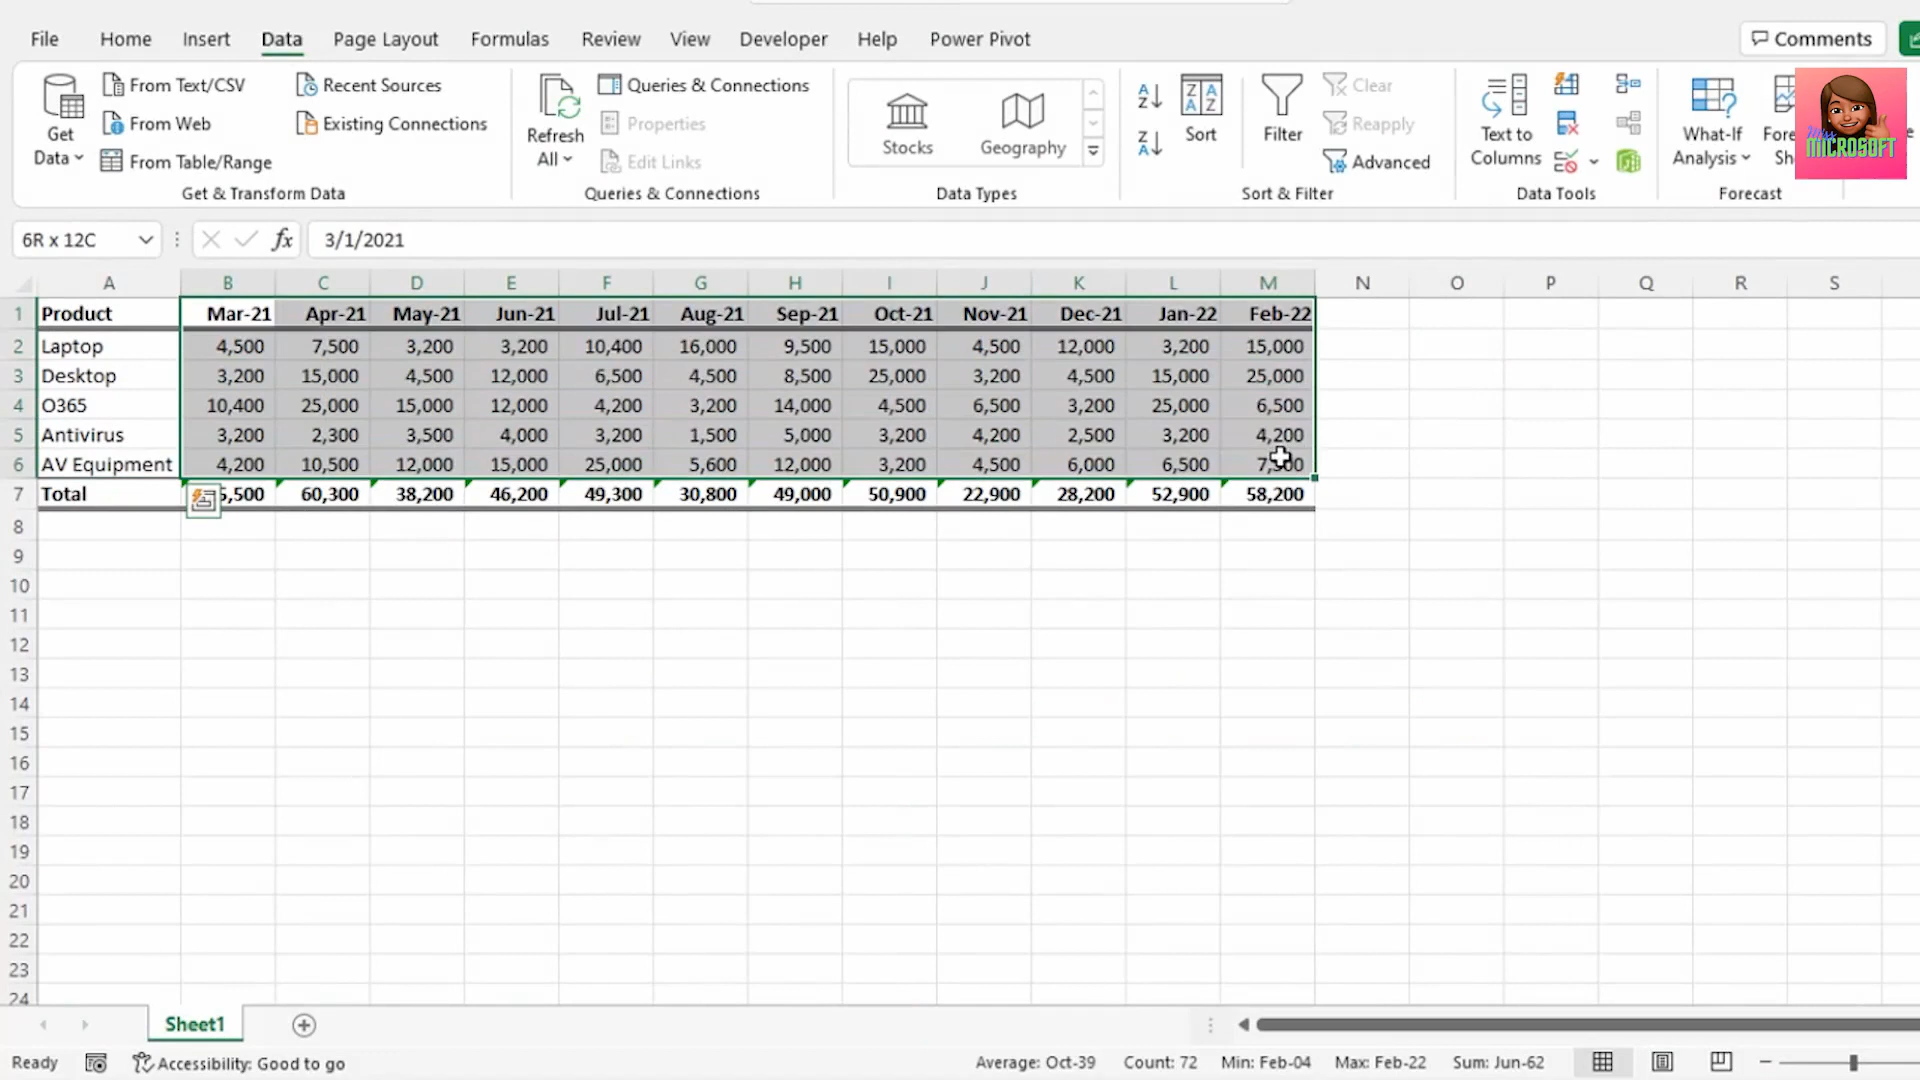 File Home Insert Data Page Layout Formulas Review View Developer Help Power Pivot Comments
Get Data
From Text/CSV
From Web
From Table/Range
Recent Sources
Existing Connections
Get & Transform Data
Refresh All
Queries & Connections
Properties
Edit Links
Queries & Connections
Stocks
Geography
Data Types
Sort
Filter
Clear
Reapply
Advanced
Sort & Filter
Text to Columns
Data Tools
What-If Analysis
Fore
Sh
Forecast
Miss
MICROSOFT
6R x 12C fx 3/1/2021
A B C D E F G H I J K L M N O P Q R S
1 Product Mar-21 Apr-21 May-21 Jun-21 Jul-21 Aug-21 Sep-21 Oct-21 Nov-21 Dec-21 Jan-22 Feb-22
2 Laptop 4,500 7,500 3,200 3,200 10,400 16,000 9,500 15,000 4,500 12,000 3,200 15,000
3 Desktop 3,200 15,000 4,500 12,000 6,500 4,500 8,500 25,000 3,200 4,500 15,000 25,000
4 O365 10,400 25,000 15,000 12,000 4,200 3,200 14,000 4,500 6,500 3,200 25,000 6,500
5 Antivirus 3,200 2,300 3,500 4,000 3,200 1,500 5,000 3,200 4,200 2,500 3,200 4,200
6 AV Equipment 4,200 10,500 12,000 15,000 25,000 5,600 12,000 3,200 4,500 6,000 6,500
7 Total 5,500 60,300 38,200 46,200 49,300 30,800 49,000 50,900 22,900 28,200 52,900 58,200
8
9
10
11
12
13
14
15
16
17
18
19
20
21
22
23
24
Sheet1
Ready Accessibility: Good to go Average: Oct-39 Count: 72 Min: Feb-04 Max: Feb-22 Sum: Jun-62